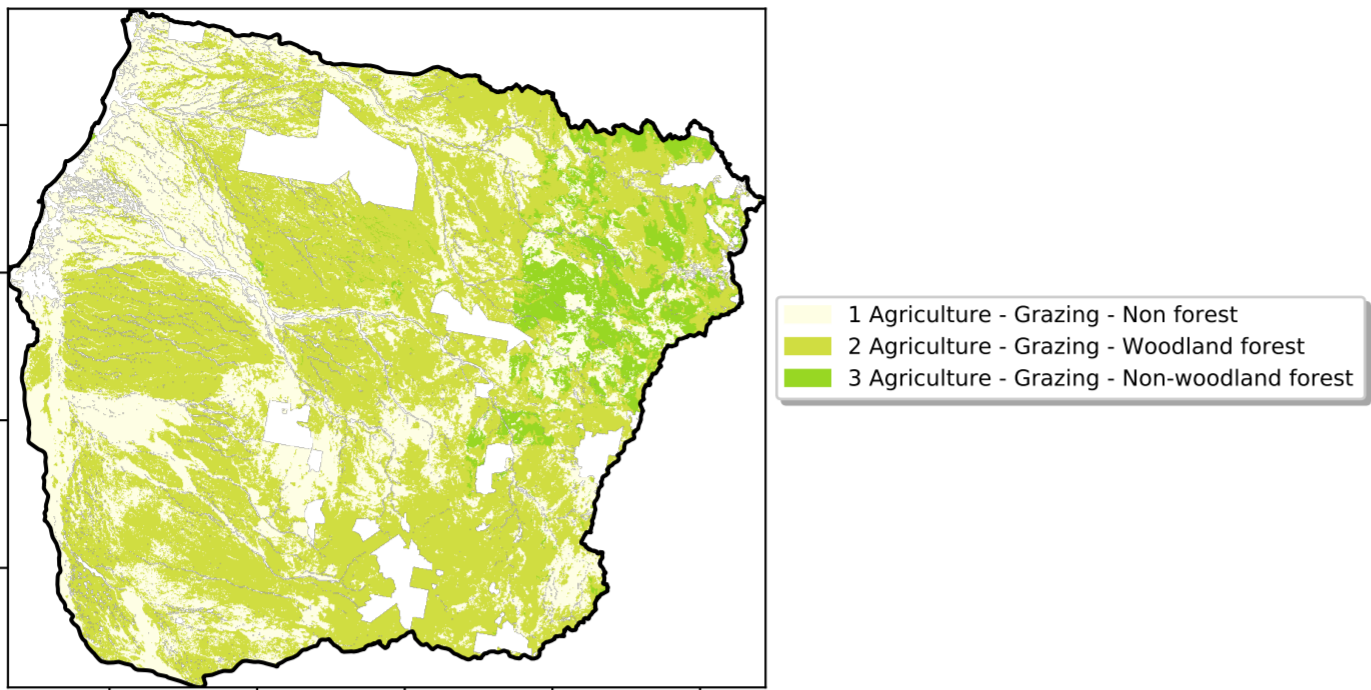 1 Agriculture - Grazing - Non forest
2 Agriculture - Grazing - Woodland forest
3 Agriculture - Grazing - Non-woodland forest